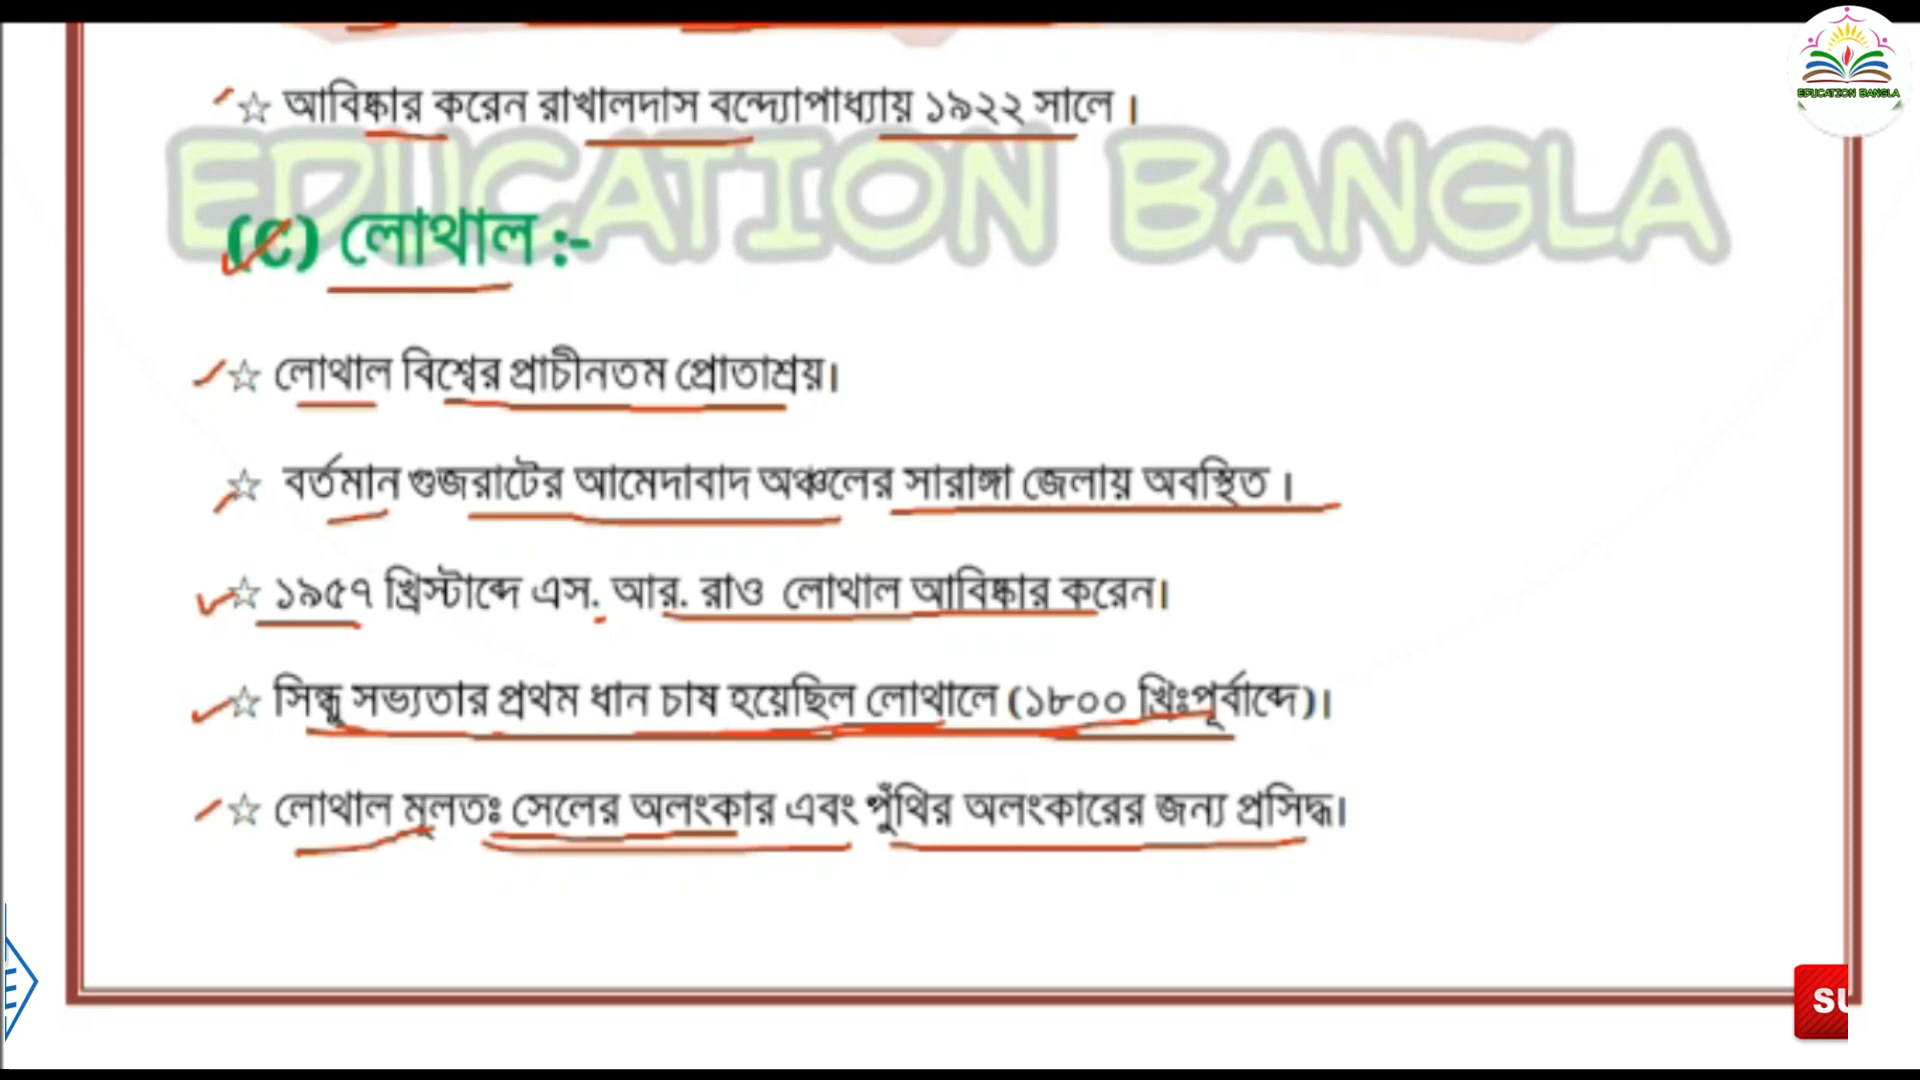 EDUCATION BANGLA
☆ আবিষ্কার করেন রাখালদাস বন্দ্যোপাধ্যায় ১৯২২ সালে ।
EDUCATION BANGLA
(C) লোথাল :-
☆ লোথাল বিশ্বের প্রাচীনতম প্রোতাশ্রয়।
☆ বর্তমান গুজরাটের আমেদাবাদ অঞ্চলের সারাঙ্গা জেলায় অবস্থিত ।
☆ ১৯৫৭ খ্রিস্টাব্দে এস. আর. রাও লোথাল আবিষ্কার করেন।
☆ সিন্ধু সভ্যতার প্রথম ধান চাষ হয়েছিল লোথালে (১৮০০ খ্রিঃপূর্বাব্দে)।
☆ লোথাল মূলতঃ সেলের অলংকার এবং পুঁথির অলংকারের জন্য প্রসিদ্ধ।
E
SU